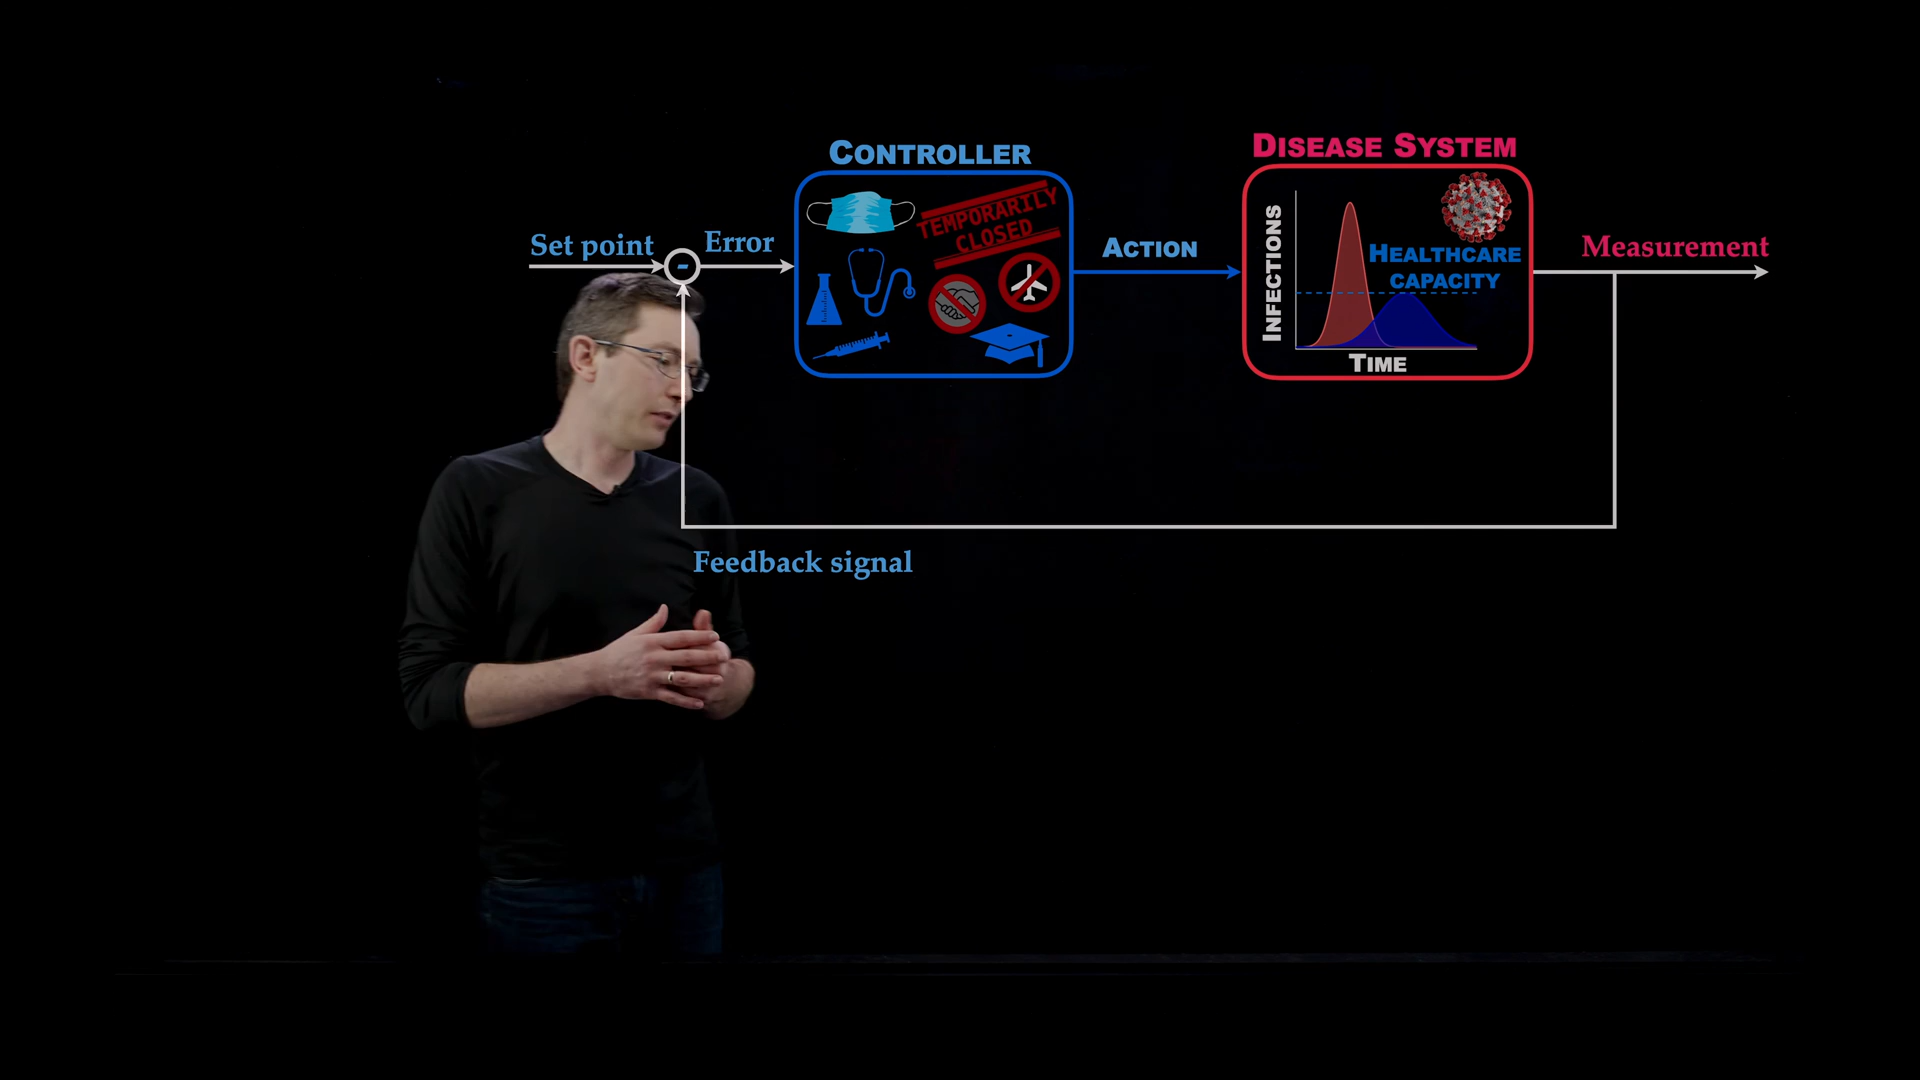 CONTROLLER
DISEASE SYSTEM
Set point
Error
-
TEMPORARILY
CLOSED
ACTION
INFECTIONS
HEALTHCARE
CAPACITY
TIME
Measurement
Feedback signal